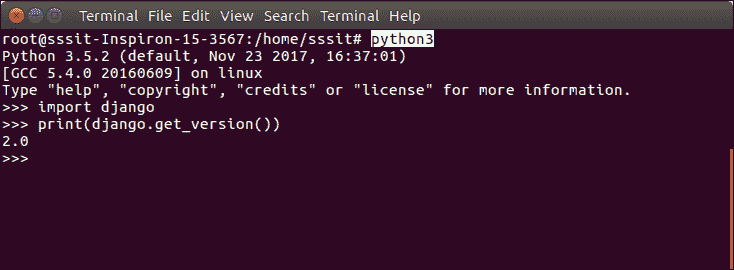 Terminal File Edit View Search Terminal Help
root@sssit-Inspiron-15-3567:/home/sssit# python3
Python 3.5.2 (default, Nov 23 2017, 16:37:01)
[GCC 5.4.0 20160609] on linux
Type "help", "copyright", "credits" or "license" for more information.
>>> import django
>>> print(django.get_version())
2.0
>>>